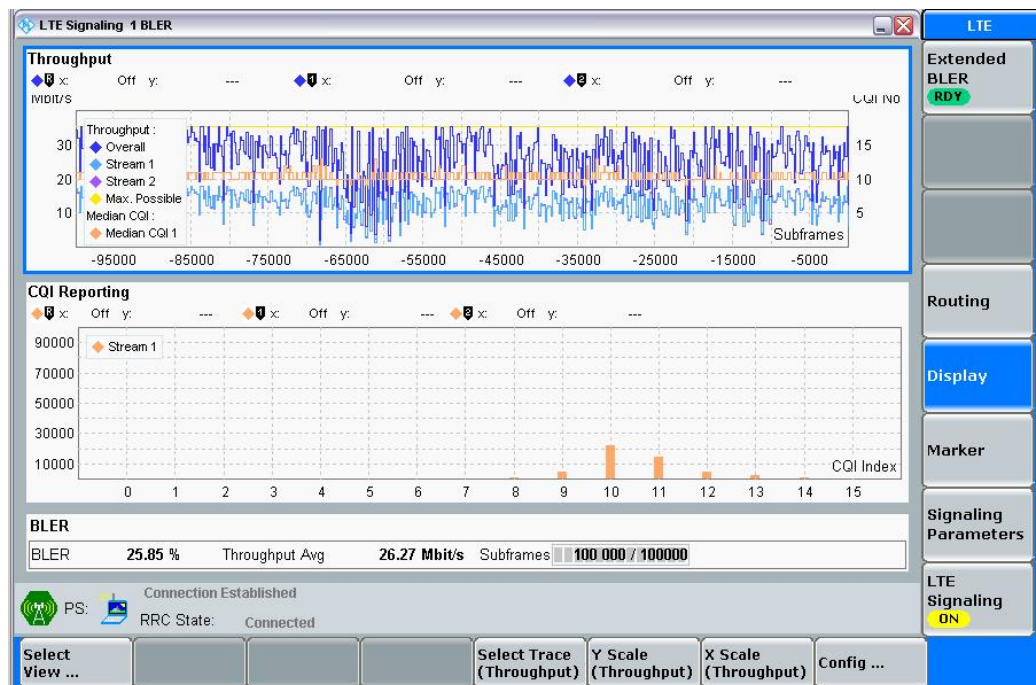 LTE Signaling 1 BLER
LTE
Throughput
R x: Off y: --- 1 x: Off y: --- 2 x: Off y: ---
Mbit/s CQI No
Throughput :
Overall
Stream 1
Stream 2
Max. Possible
Median CQI :
Median CQI 1
30
20
10
15
10
5
Subframes
-95000 -85000 -75000 -65000 -55000 -45000 -35000 -25000 -15000 -5000
CQI Reporting
R x: Off y: --- 1 x: Off y: --- 2 x: Off y: ---
Stream 1
90000
70000
50000
30000
10000
CQI Index
0 1 2 3 4 5 6 7 8 9 10 11 12 13 14 15
BLER
BLER 25.85 % Throughput Avg 26.27 Mbit/s Subframes 100 000 / 100000
PS: Connection Established
RRC State: Connected
Extended
BLER
RDY
Routing
Display
Marker
Signaling
Parameters
LTE
Signaling
ON
Select
View ...
Select Trace
(Throughput)
Y Scale
(Throughput)
X Scale
(Throughput)
Config ...